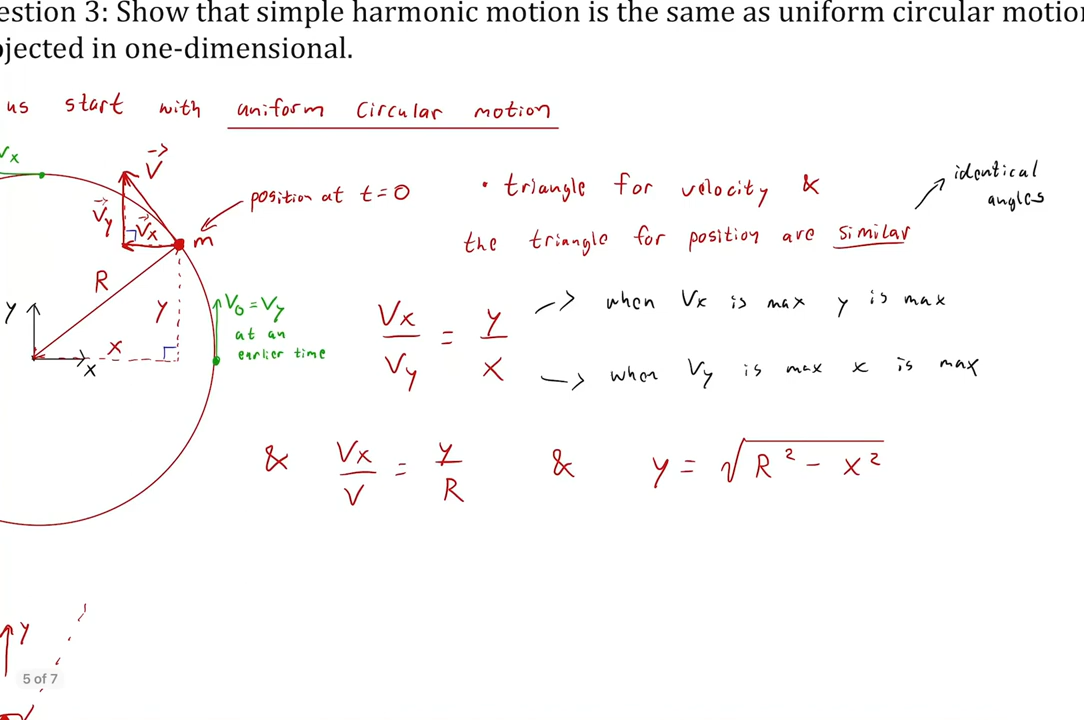 estion 3: Show that simple harmonic motion is the same as uniform circular motion
ojected in one-dimensional.
us start with uniform Circular motion
Vx
V
Vy
Vx
m
position at t=0
R
Y
X
Y
X
V0 = Vy
at an
earlier time
• triangle for velocity &
the triangle for position are similar
identical
angles
Vx / Vy = Y / X
when Vx is max y is max
when Vy is max x is max
& Vx / V = Y / R & Y = √R² - X²
Y
5 of 7